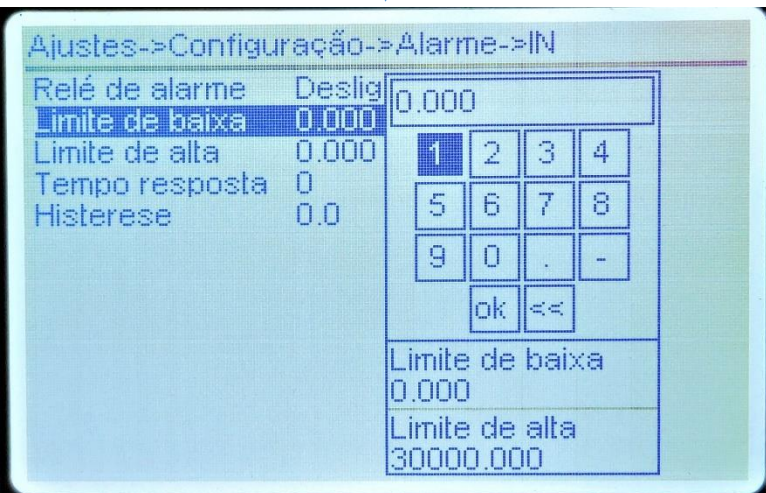 Ajustes->Configuração->Alarme->IN
Relé de alarme Deslig
Limite de baixa 0.000
Limite de alta 0.000
Tempo resposta 0
Histerese 0.0
0.000
1 2 3 4
5 6 7 8
9 0 . -
ok <<
Limite de baixa
0.000
Limite de alta
30000.000